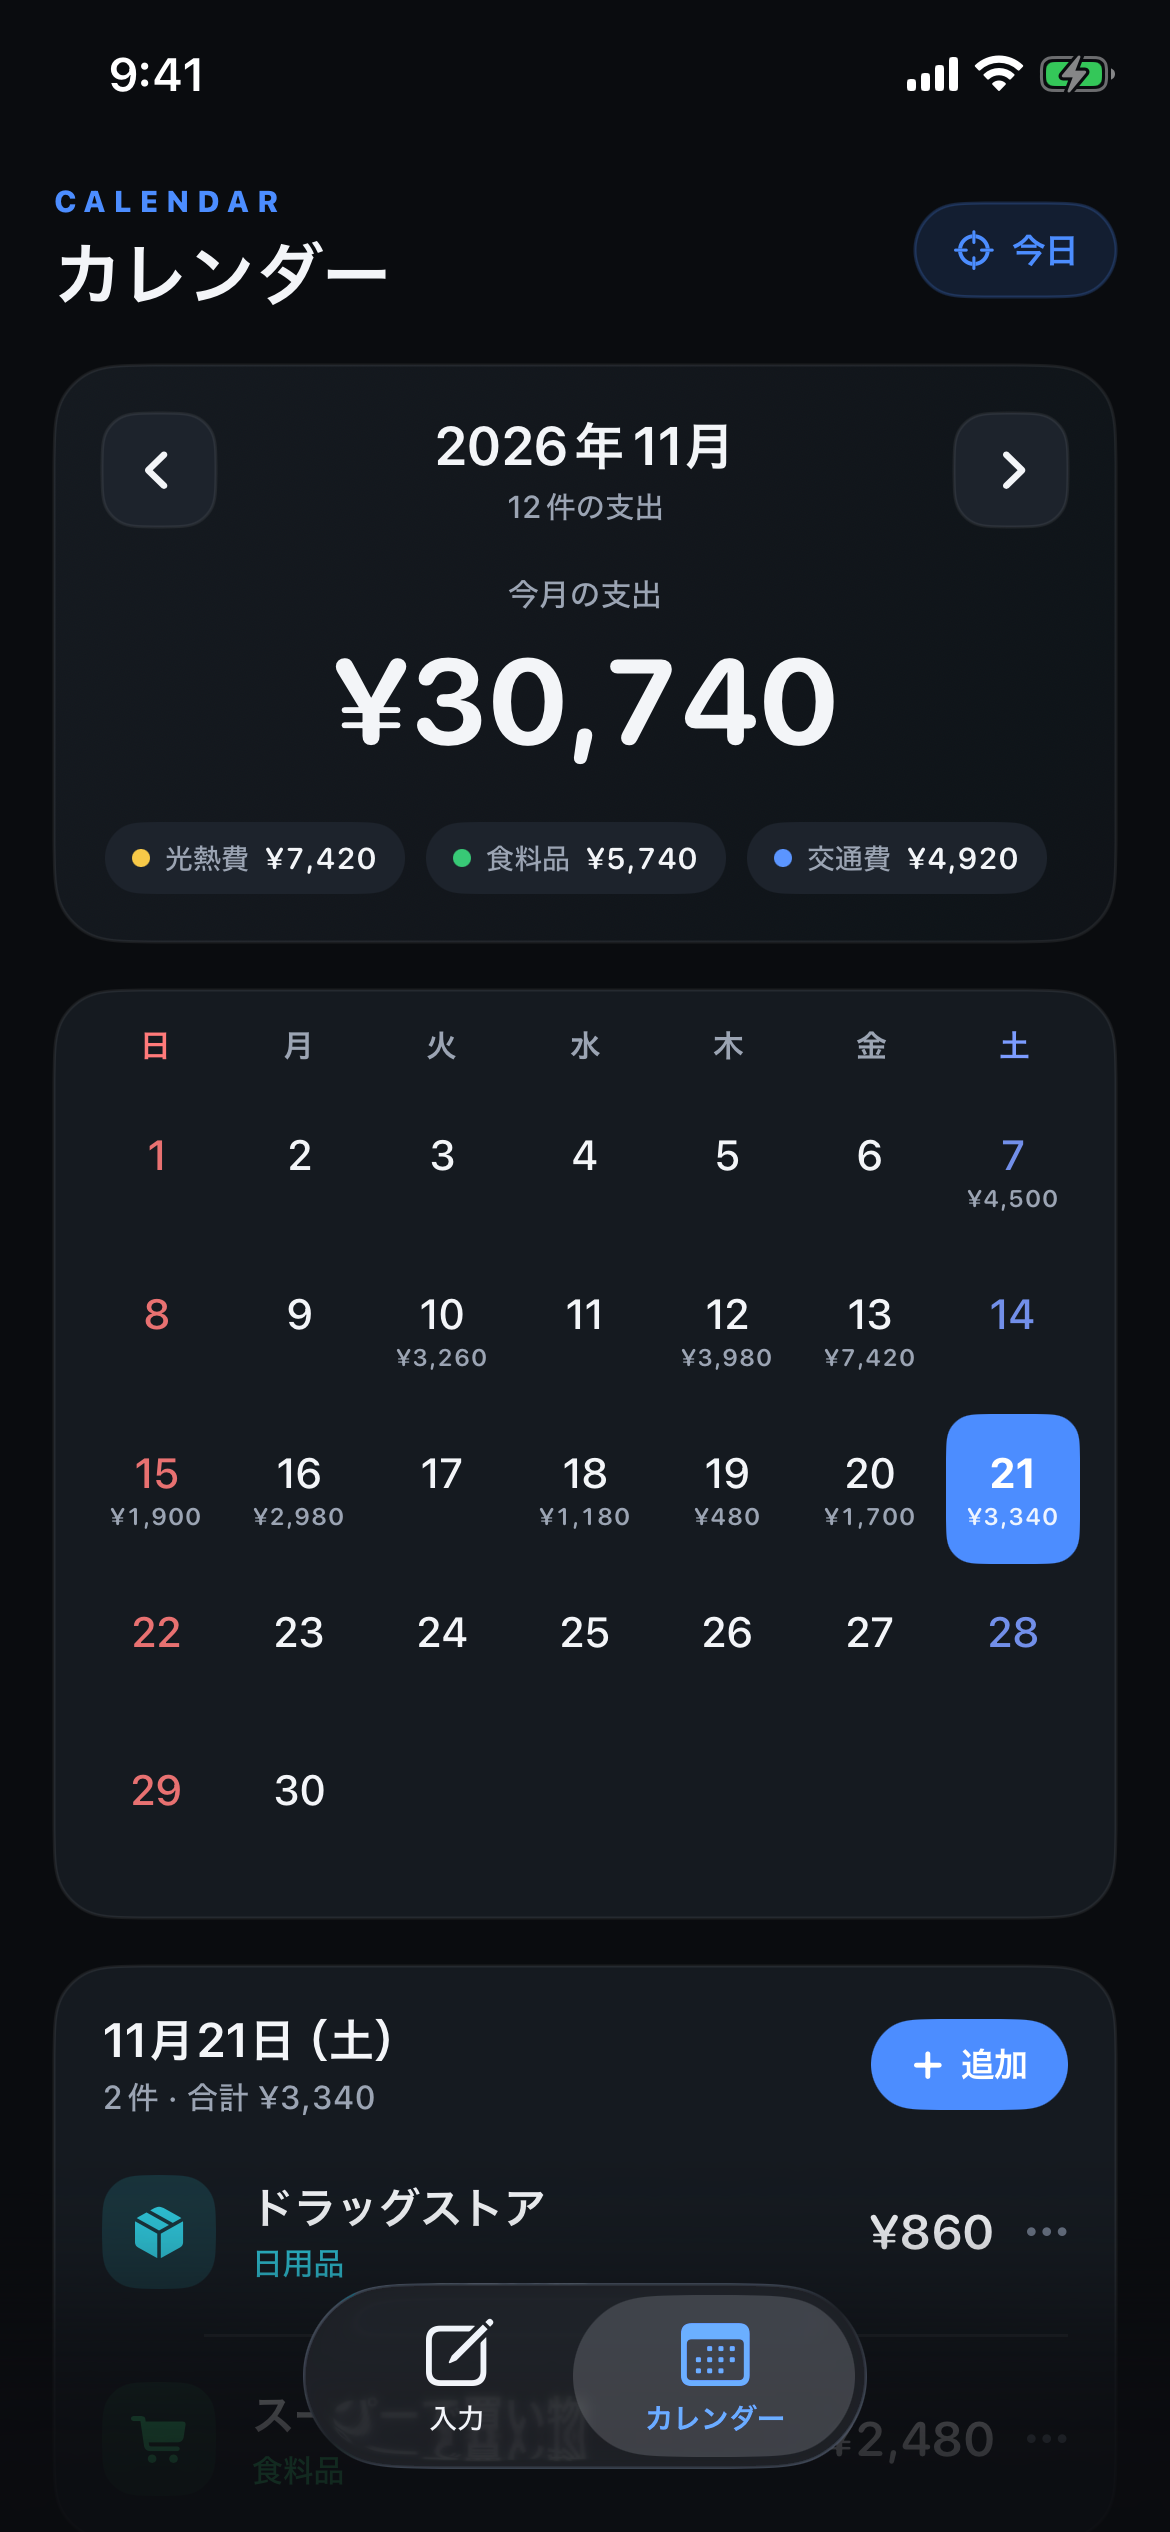 9:41
CALENDAR
カレンダー
今日
2026年11月
12件の支出
今月の支出
¥30,740
光熱費 ¥7,420
食料品 ¥5,740
交通費 ¥4,920
日 月 火 水 木 金 土
1 2 3 4 5 6 7
¥4,500
8 9 10 11 12 13 14
¥3,260 ¥3,980 ¥7,420
15 16 17 18 19 20 21
¥1,900 ¥2,980 ¥1,180 ¥480 ¥1,700 ¥3,340
22 23 24 25 26 27 28
29 30
11月21日（土）
2件 · 合計 ¥3,340
追加
ドラッグストア
日用品
¥860
¥2,480
食料品
入力
カレンダー